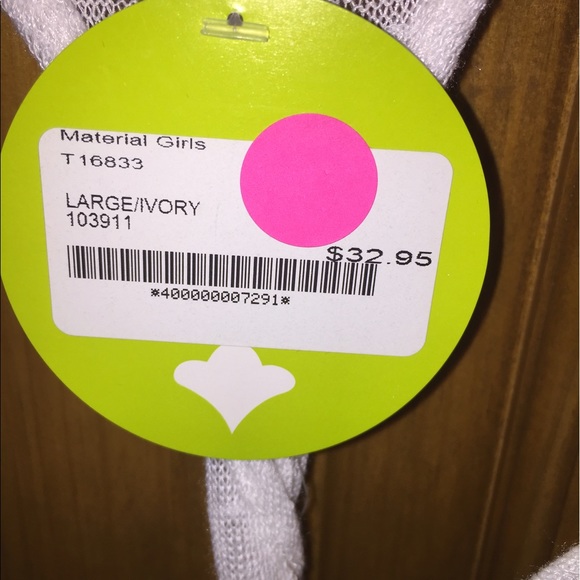 Material Girls
T16833
LARGE/IVORY
103911
$32.95
*400000007291*